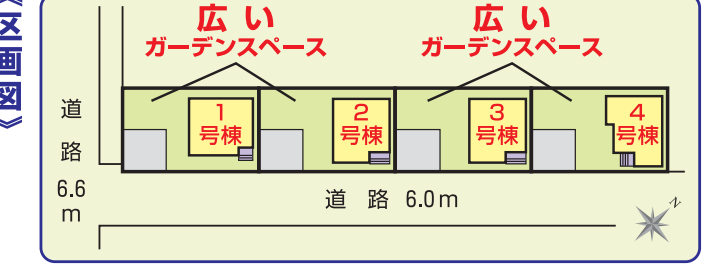 《区画図》
広い
ガーデンスペース
広い
ガーデンスペース
1
号棟
2
号棟
3
号棟
4
号棟
道
路
6.6
m
道 路 6.0m
N